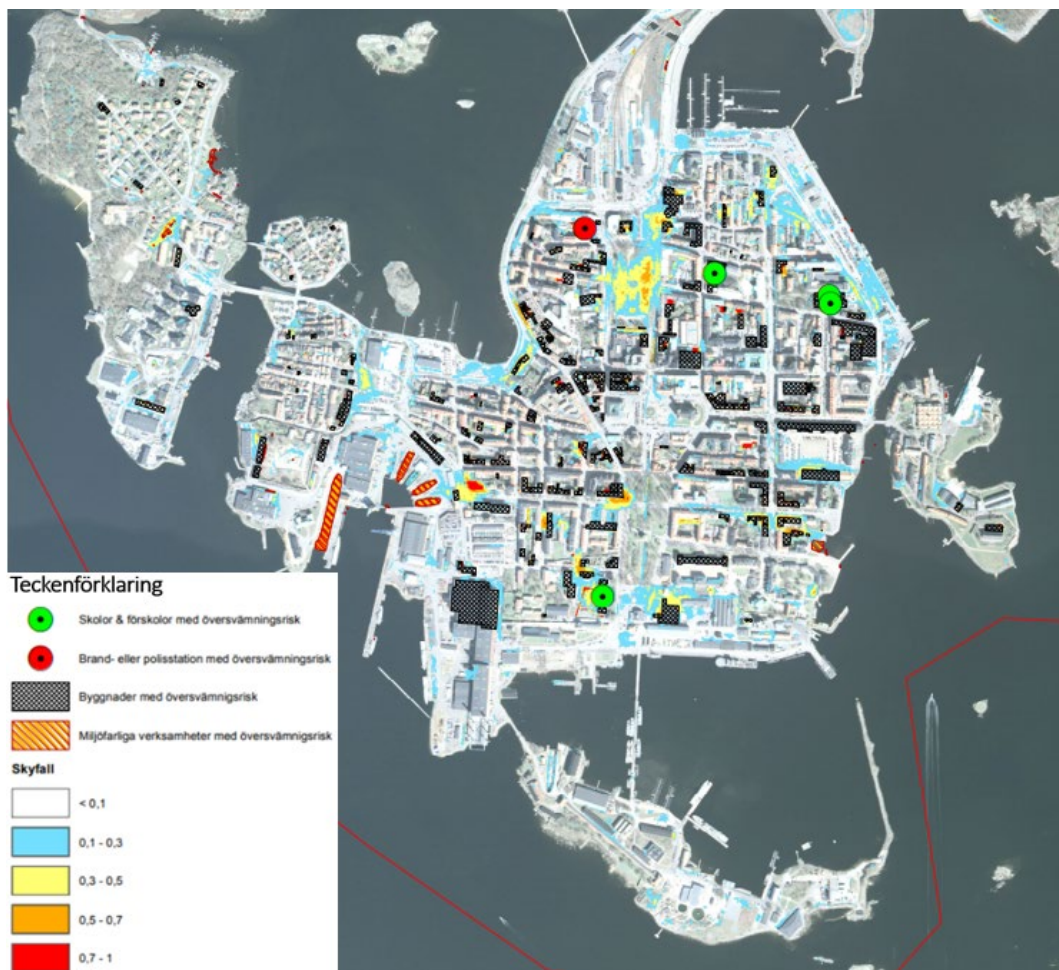 Teckenförklaring
Skolor & förskolor med översvämningsrisk
Brand- eller polisstation med översvämningsrisk
Byggnader med översvämnigsrisk
Miljöfarliga verksamheter med översvämnigsrisk
Skyfall
< 0,1
0,1 - 0,3
0,3 - 0,5
0,5 - 0,7
0,7 - 1